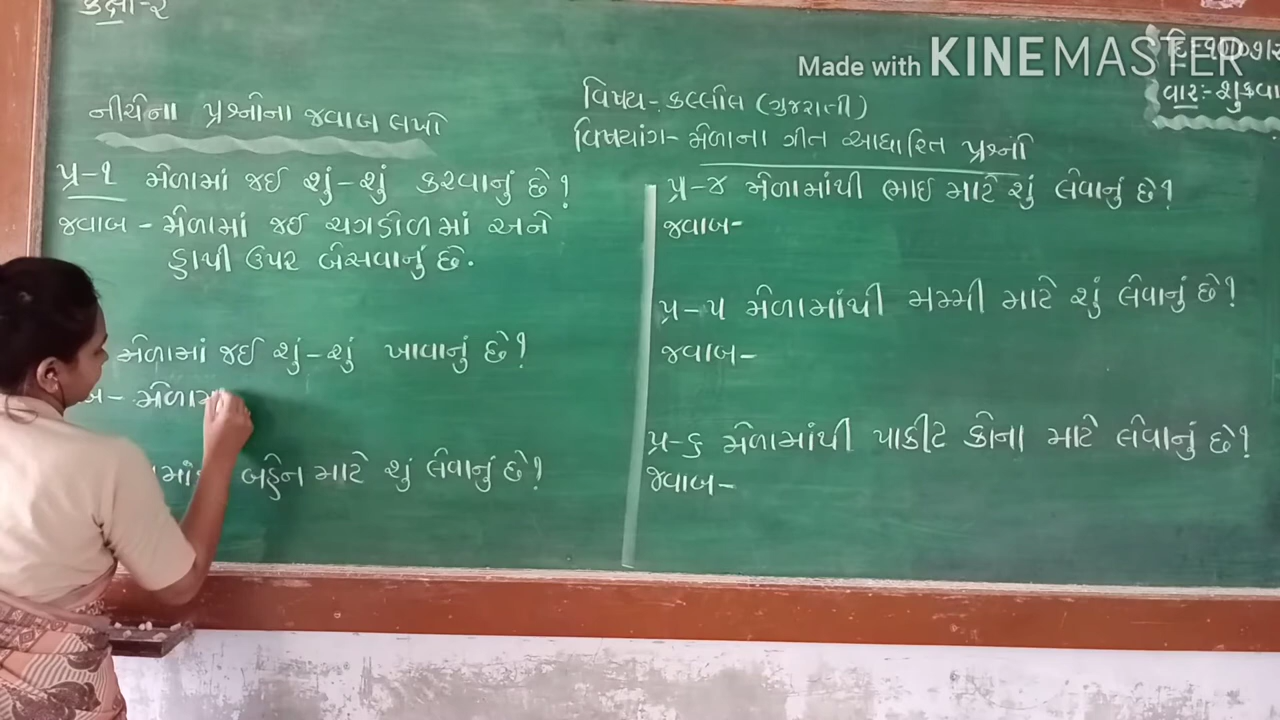 કક્ષા-૨
Made with KINEMASTER
વાર:- શુક્રવા
વિષય- કલ્લોલ (ગુજરાતી)
વિષયાંગ- મેળાના ગીત આધારિત પ્રશ્નો
નીચેના પ્રશ્નોના જવાબ લખો
પ્ર-૧ મેળામાં જઈ શું-શું કરવાનું છે?
જવાબ - મેળામાં જઈ ચગડોળ માં અને
હાથી ઉપર બેસવાનું છે.
મેળામાં જઈ શું-શું ખાવાનું છે?
બ- મેળામ
બહેન માટે શું લેવાનું છે?
પ્ર-૪ મેળામાંથી ભાઈ માટે શું લેવાનું છે?
જવાબ-
પ્ર-૫ મેળામાંથી મમ્મી માટે શું લેવાનું છે?
જવાબ-
પ્ર-૬ મેળામાંથી પાકીટ કોના માટે લેવાનું છે?
જવાબ-